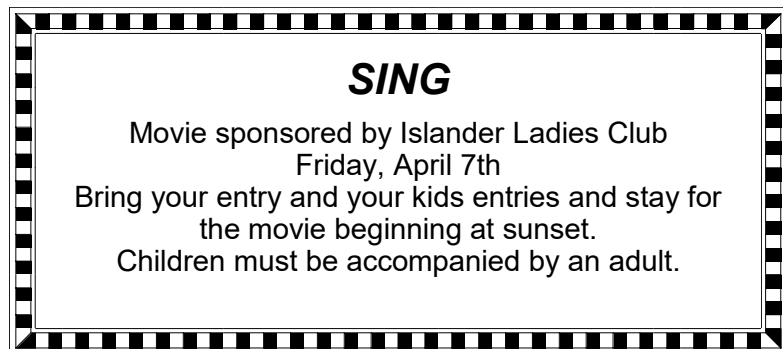 SING
Movie sponsored by Islander Ladies Club
Friday, April 7th
Bring your entry and your kids entries and stay for
the movie beginning at sunset.
Children must be accompanied by an adult.